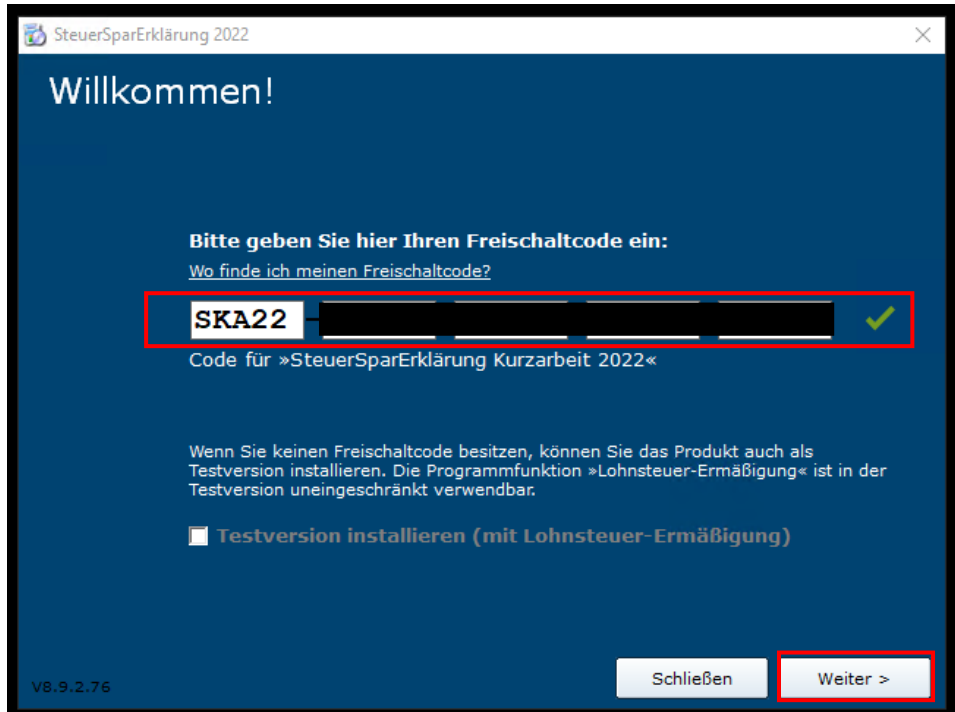 SteuerSparErklärung 2022
Willkommen!
Bitte geben Sie hier Ihren Freischaltcode ein:
Wo finde ich meinen Freischaltcode?
SKA22 -
Code für »SteuerSparErklärung Kurzarbeit 2022«
Wenn Sie keinen Freischaltcode besitzen, können Sie das Produkt auch als
Testversion installieren. Die Programmfunktion »Lohnsteuer-Ermäßigung« ist in der
Testversion uneingeschränkt verwendbar.
Testversion installieren (mit Lohnsteuer-Ermäßigung)
Schließen
Weiter >
V8.9.2.76